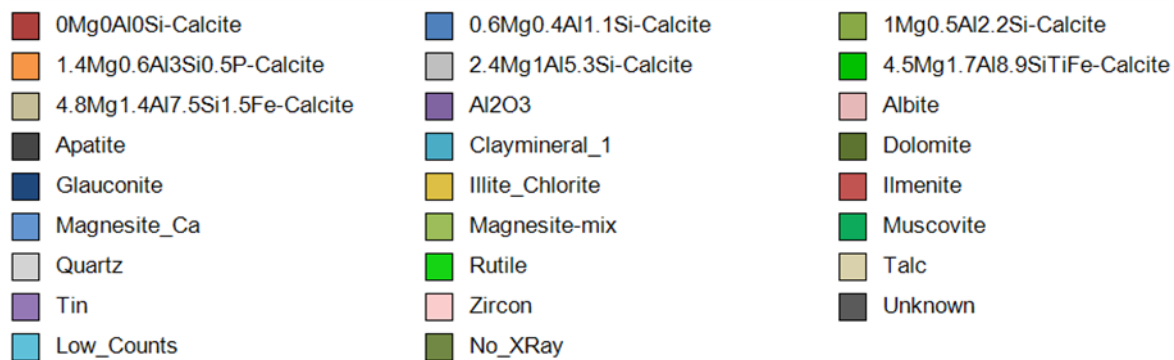 0Mg0Al0Si-Calcite 0.6Mg0.4Al1.1Si-Calcite 1Mg0.5Al2.2Si-Calcite
1.4Mg0.6Al3Si0.5P-Calcite 2.4Mg1Al5.3Si-Calcite 4.5Mg1.7Al8.9SiTiFe-Calcite
4.8Mg1.4Al7.5Si1.5Fe-Calcite Al2O3 Albite
Apatite Claymineral_1 Dolomite
Glauconite Illite_Chlorite Ilmenite
Magnesite_Ca Magnesite-mix Muscovite
Quartz Rutile Talc
Tin Zircon Unknown
Low_Counts No_XRay